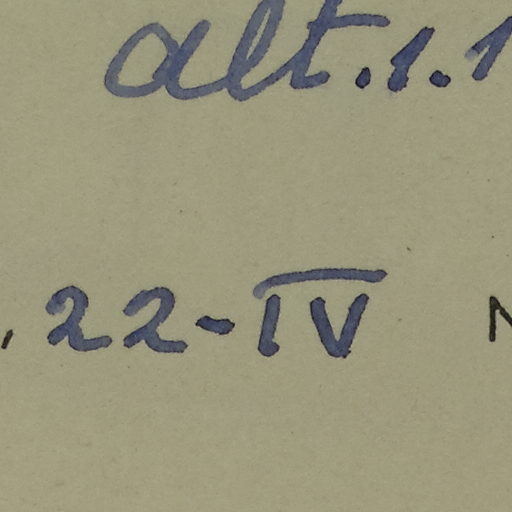 alt. 1.1
, 22-IV N